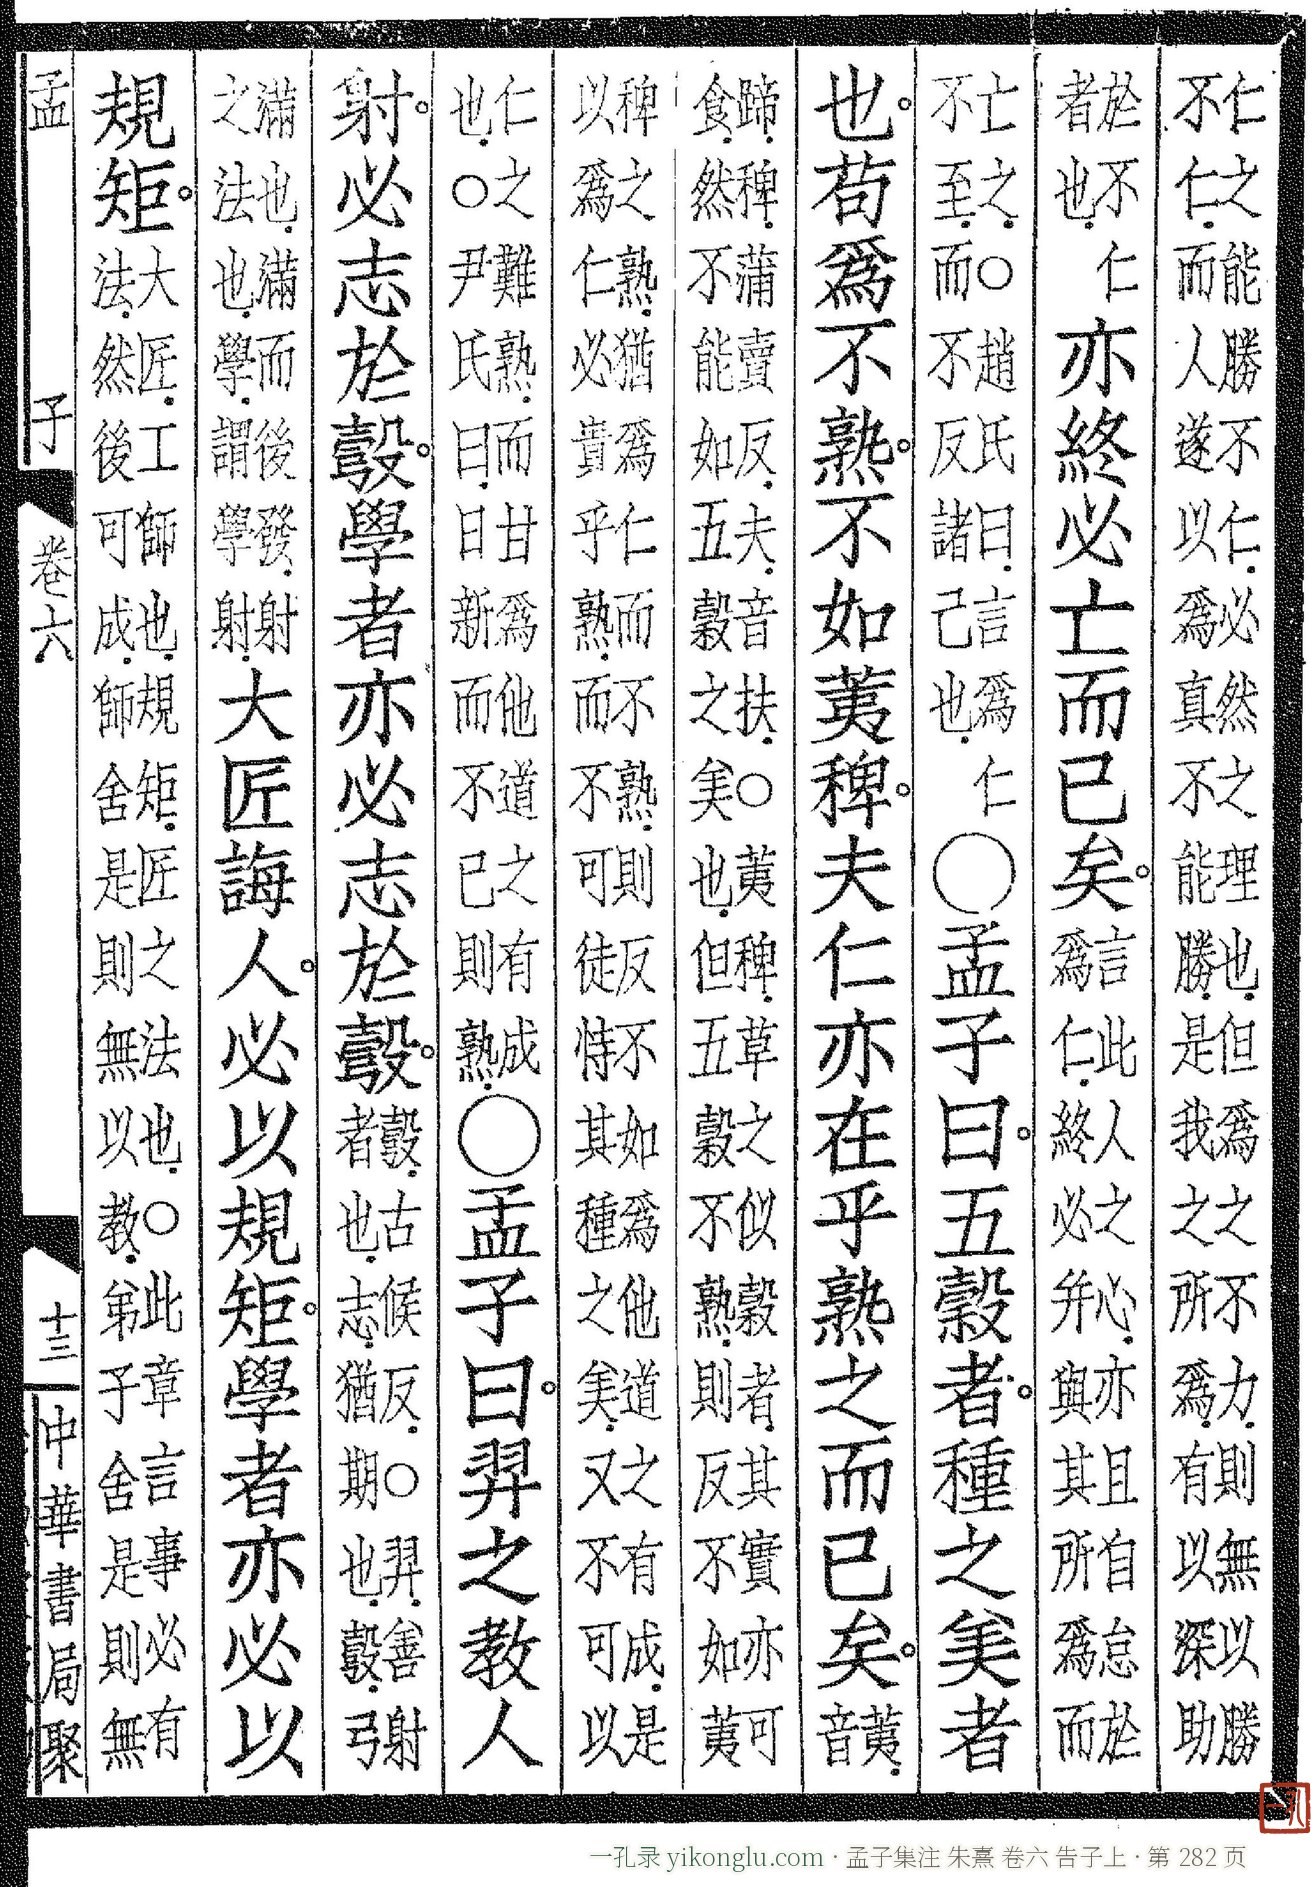 仁之能勝不仁。必然之理也。但爲之不力。則無以勝
不仁。而人遂以爲真不能勝。是我之所爲。有以深助
於不仁
者也。
亦終必亡而已矣。
言此人之心。亦且自怠於
爲仁。終必并與其所爲而
亡之。○趙氏曰。言爲仁
不至。而不反諸己也。
○孟子曰。五穀者。種之美者
也。苟爲不熟。不如荑稗。夫仁亦在乎熟之而已矣。
荑。
音
蹄。稗。蒲賣反。夫。音扶。○荑稗。草之似穀者。其實亦可
食。然不能如五穀之美也。但五穀不熟。則反不如荑
稗之熟。猶爲仁而不熟。則反不如爲他道之有成。是
以爲仁必貴乎熟。而不可徒恃其種之美。又不可以
仁之難熟。而甘爲他道之有成
也。○尹氏曰。日新而不已則熟。
○孟子曰。羿之教人
射。必志於彀。學者亦必志於彀。
彀。古候反。○羿。善射
者也。志。猶期也。彀。弓
滿也。滿而後發。射
之法也。學。謂學射。
大匠誨人。必以規矩。學者亦必以
規矩。
大匠。工師也。規矩。匠之法也。○此章言事必有
法。然後可成。師舍是則無以教。弟子舍是則無
孟子
卷六
十三
中華書局聚
一孔录 yikonglu.com · 孟子集注 朱熹 卷六 告子上 · 第 282 页